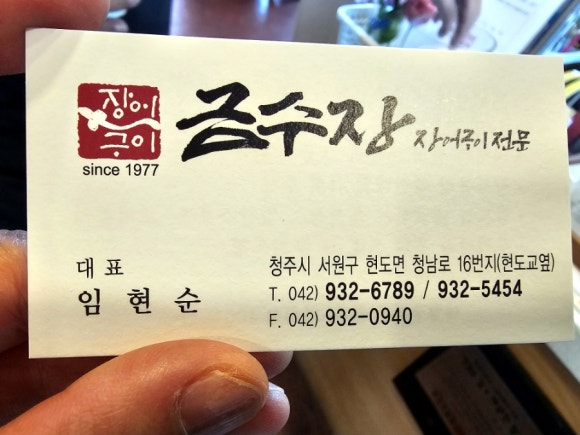 장어
구이
since 1977
금수장 장어구이전문
대표
임현순
청주시 서원구 현도면 청남로 16번지(현도교옆)
T. 042) 932-6789 / 932-5454
F. 042) 932-0940